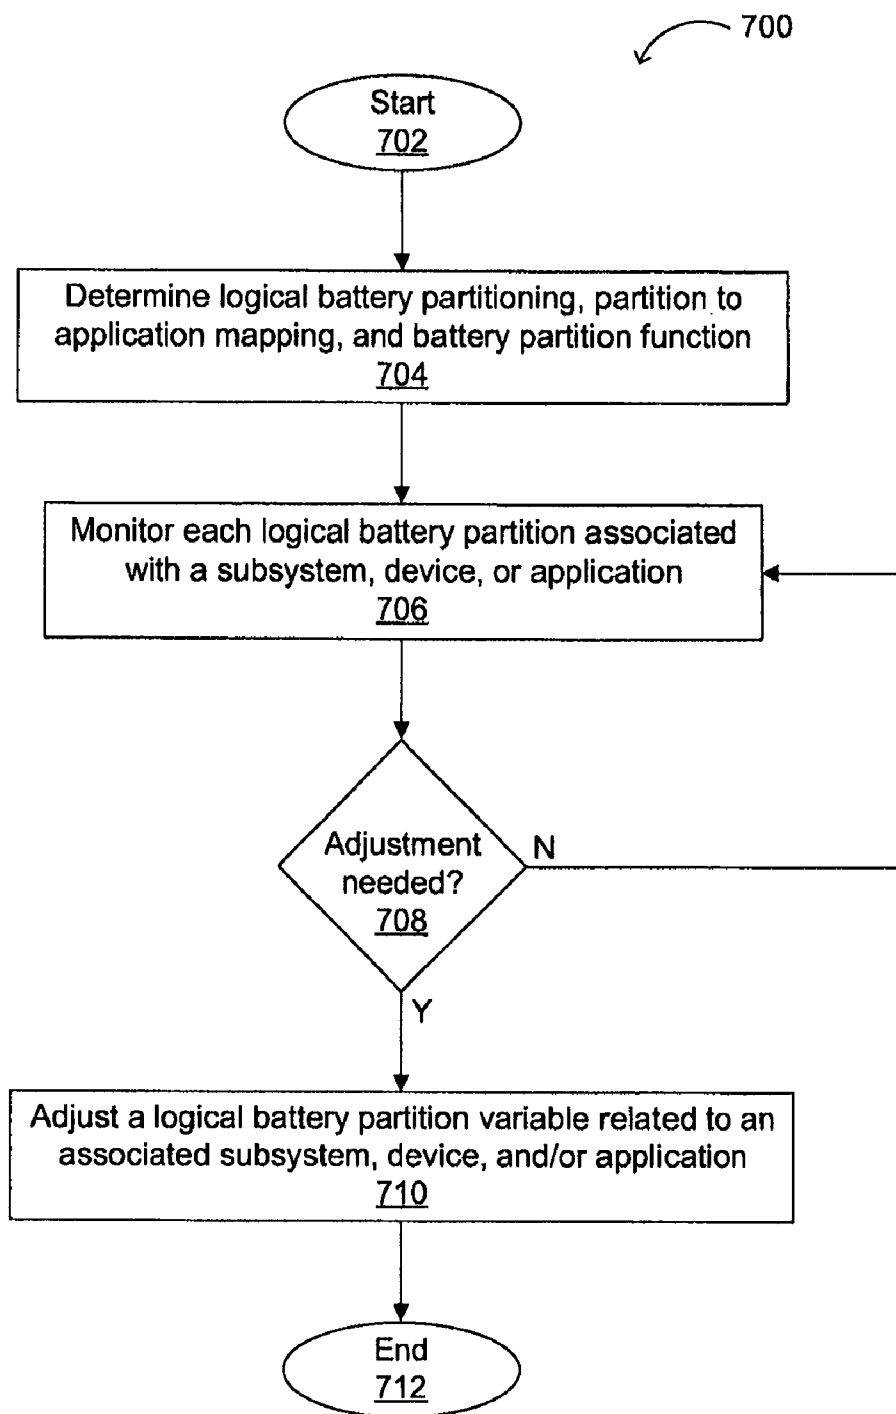 700
Start
702
Determine logical battery partitioning, partition to
application mapping, and battery partition function
704
Monitor each logical battery partition associated
with a subsystem, device, or application
706
Adjustment
needed?
708
N
Y
Adjust a logical battery partition variable related to an
associated subsystem, device, and/or application
710
End
712